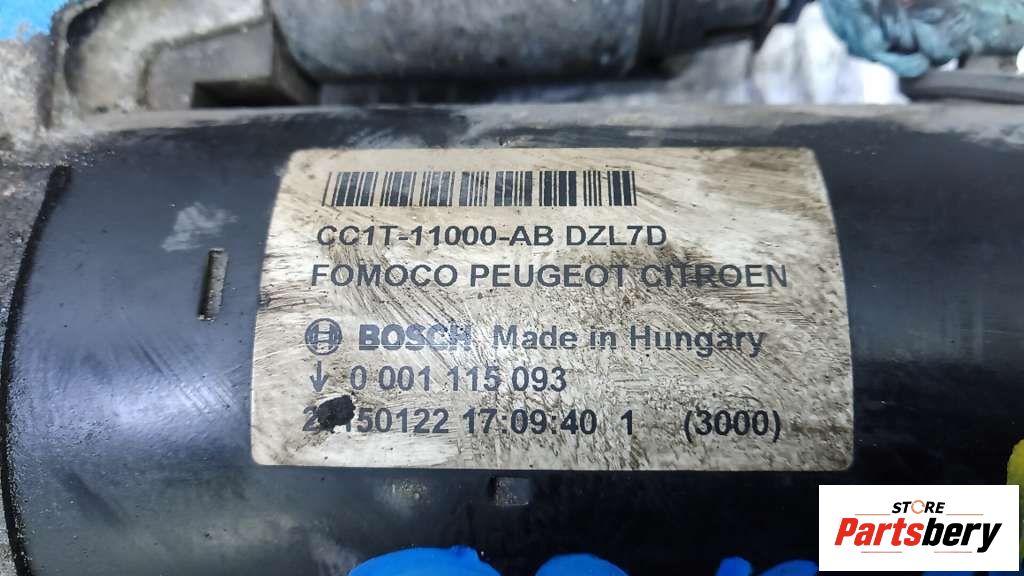 CC1T-11000-AB DZL7D
FOMOCO PEUGEOT CITROEN
BOSCH Made in Hungary
0 001 115 093
17:09:40 1 (3000)
STORE
Partsbery